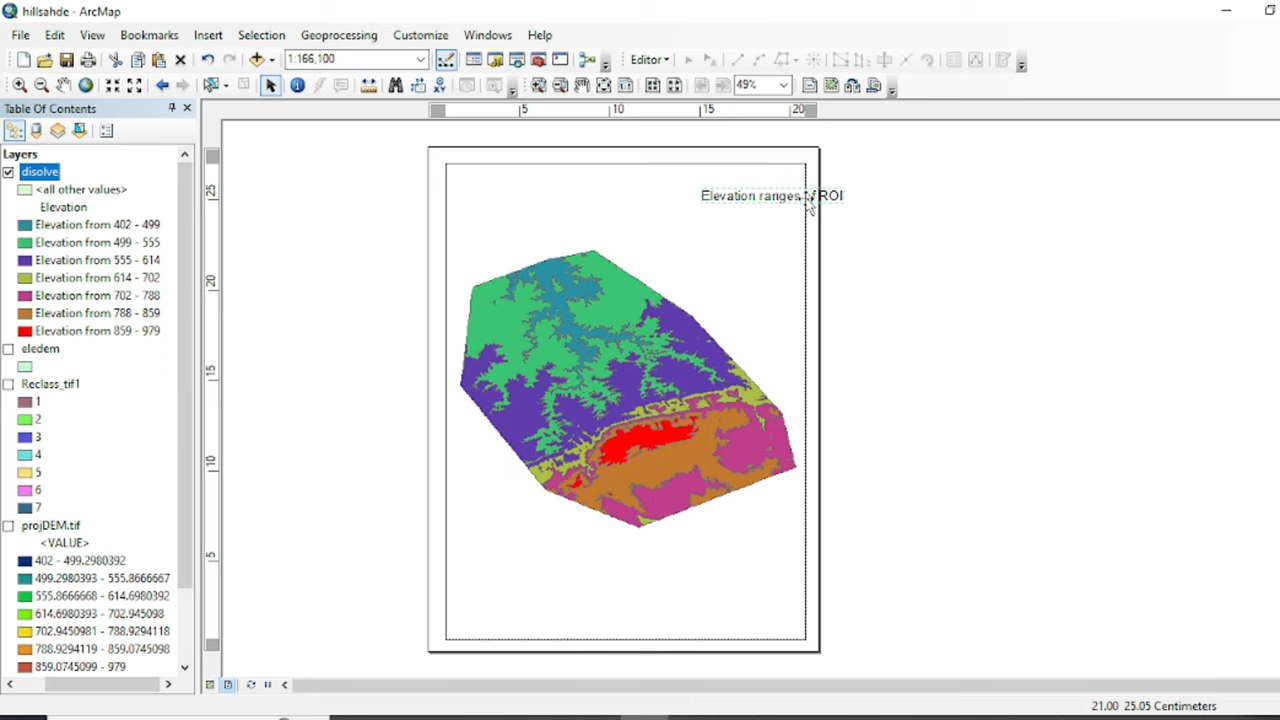 hillsahde - ArcMap
File Edit View Bookmarks Insert Selection Geoprocessing Customize Windows Help
1:166,100
Editor
49%
Table Of Contents
5 10 15 20
Layers
disolve
<all other values>
Elevation
Elevation from 402 - 499
Elevation from 499 - 555
Elevation from 555 - 614
Elevation from 614 - 702
Elevation from 702 - 788
Elevation from 788 - 859
Elevation from 859 - 979
eledem
Reclass_tif1
1
2
3
4
5
6
7
projDEM.tif
<VALUE>
402 - 499.2980392
499.2980393 - 555.8666667
555.8666668 - 614.6980392
614.6980393 - 702.945098
702.9450981 - 788.9294118
788.9294119 - 859.0745098
859.0745099 - 979
25
20
15
10
5
Elevation ranges of ROI
21.00 25.05 Centimeters